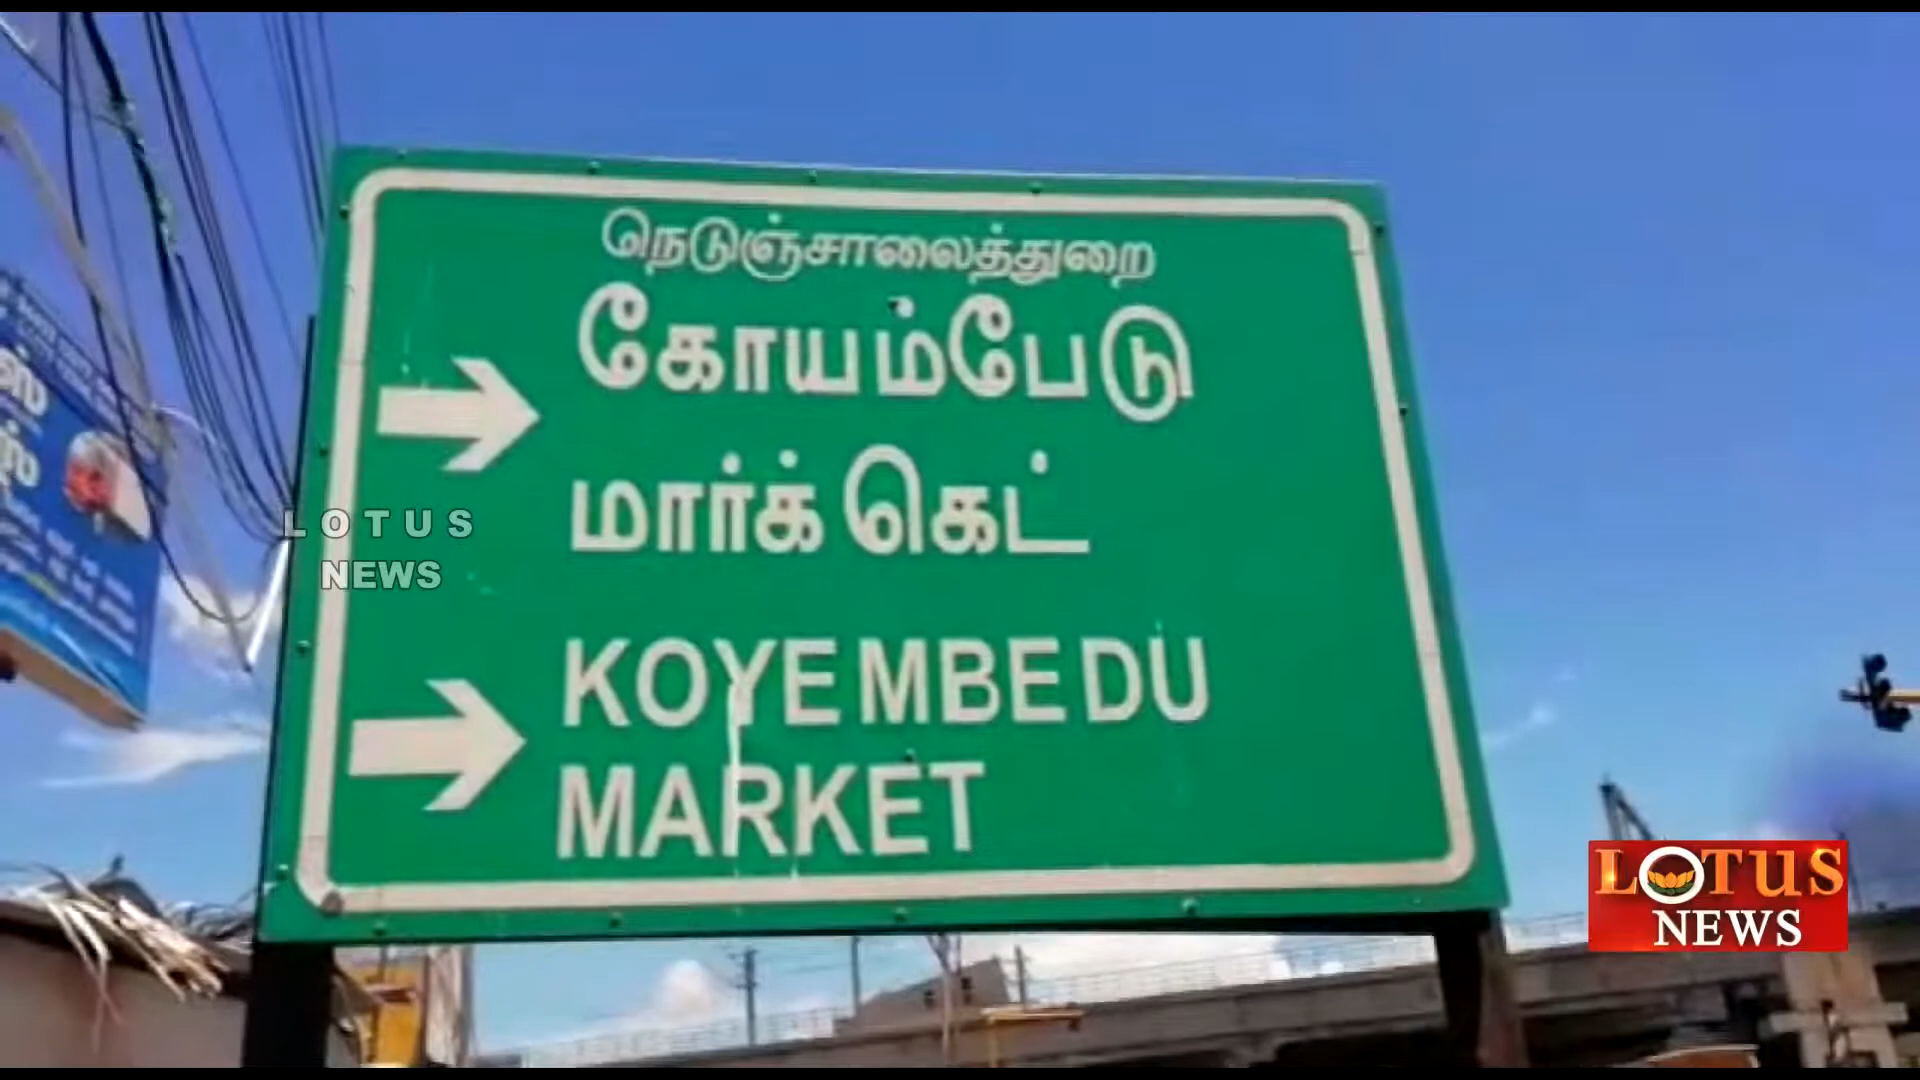 நெடுஞ்சாலைத்துறை
கோயம்பேடு
மார்க்கெட்
KOYEMBEDU
MARKET
LOTUS
NEWS
LOTUS
NEWS